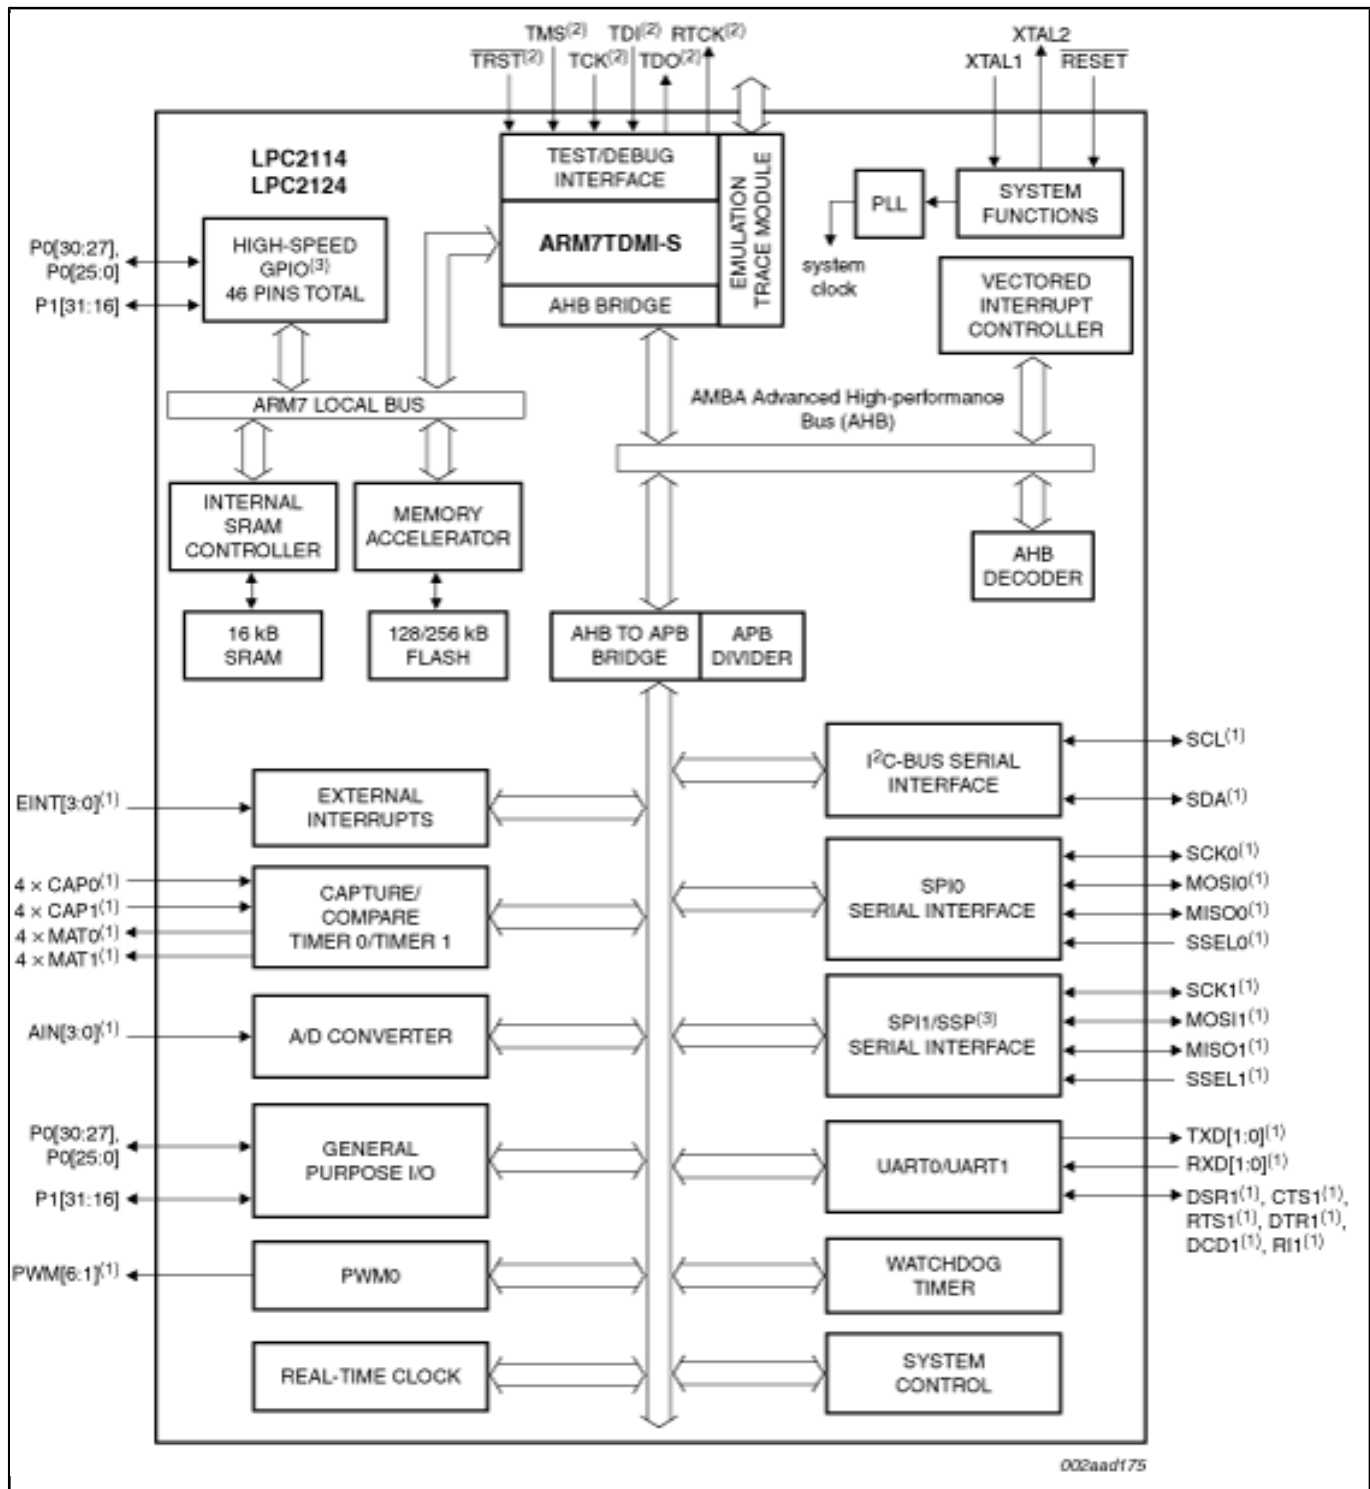 TMS(2) TDI(2) RTCK(2)
TRST(2) TCK(2) TDO(2)
XTAL2
XTAL1 RESET
LPC2114
LPC2124
TEST/DEBUG
INTERFACE
ARM7TDMI-S
AHB BRIDGE
EMULATION
TRACE MODULE
PLL
SYSTEM
FUNCTIONS
system
clock
P0[30:27],
P0[25:0]
P1[31:16]
HIGH-SPEED
GPIO(3)
46 PINS TOTAL
VECTORED
INTERRUPT
CONTROLLER
ARM7 LOCAL BUS
AMBA Advanced High-performance
Bus (AHB)
INTERNAL
SRAM
CONTROLLER
MEMORY
ACCELERATOR
AHB
DECODER
16 kB
SRAM
128/256 kB
FLASH
AHB TO APB
BRIDGE
APB
DIVIDER
EINT[3:0](1)
EXTERNAL
INTERRUPTS
I2C-BUS SERIAL
INTERFACE
SCL(1)
SDA(1)
4 × CAP0(1)
4 × CAP1(1)
4 × MAT0(1)
4 × MAT1(1)
CAPTURE/
COMPARE
TIMER 0/TIMER 1
SPI0
SERIAL INTERFACE
SCK0(1)
MOSI0(1)
MISO0(1)
SSEL0(1)
AIN[3:0](1)
A/D CONVERTER
SPI1/SSP(3)
SERIAL INTERFACE
SCK1(1)
MOSI1(1)
MISO1(1)
SSEL1(1)
P0[30:27],
P0[25:0]
P1[31:16]
GENERAL
PURPOSE I/O
UART0/UART1
TXD[1:0](1)
RXD[1:0](1)
DSR1(1), CTS1(1),
RTS1(1), DTR1(1),
DCD1(1), RI1(1)
PWM[6:1](1)
PWM0
WATCHDOG
TIMER
REAL-TIME CLOCK
SYSTEM
CONTROL
002aad175